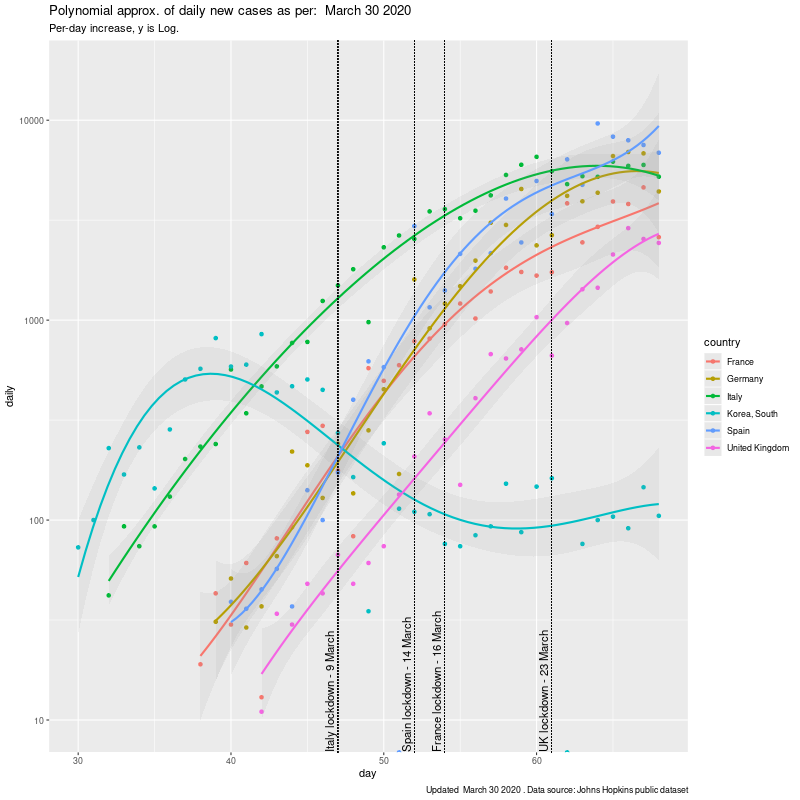 Polynomial approx. of daily new cases as per:  March 30 2020
Per-day increase, y is Log.
10000
1000
100
10
daily
30
40
50
60
day
Italy lockdown - 9 March
Spain lockdown - 14 March
France lockdown - 16 March
UK lockdown - 23 March
country
France
Germany
Italy
Korea, South
Spain
United Kingdom
Updated  March 30 2020 . Data source: Johns Hopkins public dataset